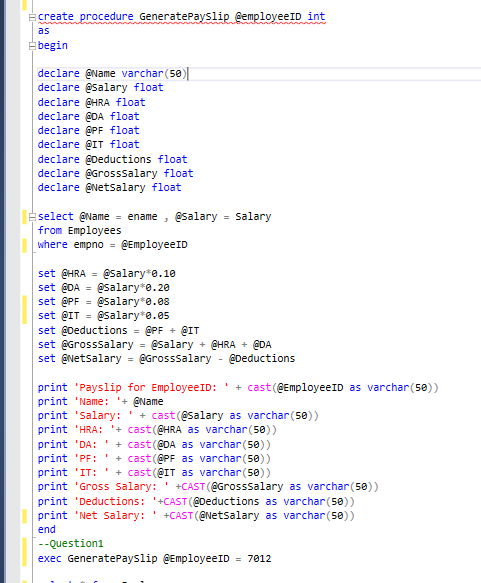 create procedure GeneratePaySlip @employeeID int
as
begin
declare @Name varchar(50)
declare @Salary float
declare @HRA float
declare @DA float
declare @PF float
declare @IT float
declare @Deductions float
declare @GrossSalary float
declare @NetSalary float
select @Name = ename , @Salary = Salary
from Employees
where empno = @EmployeeID
set @HRA = @Salary*0.10
set @DA = @Salary*0.20
set @PF = @Salary*0.08
set @IT = @Salary*0.05
set @Deductions = @PF + @IT
set @GrossSalary = @Salary + @HRA + @DA
set @NetSalary = @GrossSalary - @Deductions
print 'Payslip for EmployeeID: ' + cast(@EmployeeID as varchar(50))
print 'Name: '+ @Name
print 'Salary: ' + cast(@Salary as varchar(50))
print 'HRA: '+ cast(@HRA as varchar(50))
print 'DA: ' + cast(@DA as varchar(50))
print 'PF: ' + cast(@PF as varchar(50))
print 'IT: ' + cast(@IT as varchar(50))
print 'Gross Salary: ' +CAST(@GrossSalary as varchar(50))
print 'Deductions: '+CAST(@Deductions as varchar(50))
print 'Net Salary: ' +CAST(@NetSalary as varchar(50))
end
--Question1
exec GeneratePaySlip @EmployeeID = 7012